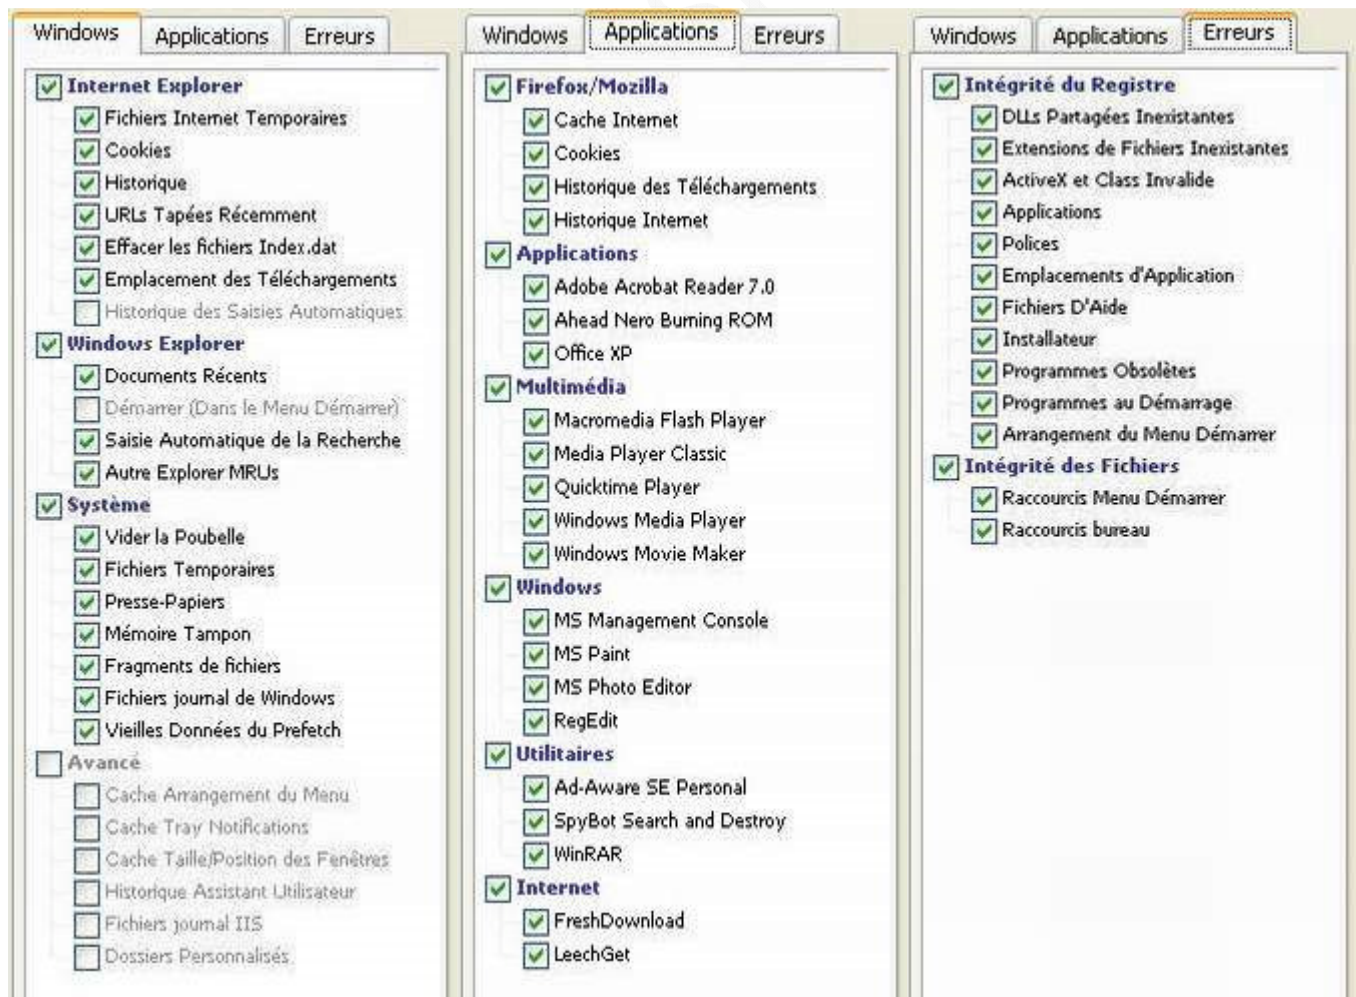 Windows Applications Erreurs
Internet Explorer
Fichiers Internet Temporaires
Cookies
Historique
URLs Tapées Récemment
Effacer les fichiers Index.dat
Emplacement des Téléchargements
Historique des Saisies Automatiques
Windows Explorer
Documents Récents
Démarrer (Dans le Menu Démarrer)
Saisie Automatique de la Recherche
Autre Explorer MRUs
Système
Vider la Poubelle
Fichiers Temporaires
Presse-Papiers
Mémoire Tampon
Fragments de fichiers
Fichiers journal de Windows
Vieilles Données du Prefetch
Avancé
Cache Arrangement du Menu
Cache Tray Notifications
Cache Taille/Position des Fenêtres
Historique Assistant Utilisateur
Fichiers journal IIS
Dossiers Personnalisés
Windows Applications Erreurs
Firefox/Mozilla
Cache Internet
Cookies
Historique des Téléchargements
Historique Internet
Applications
Adobe Acrobat Reader 7.0
Ahead Nero Burning ROM
Office XP
Multimédia
Macromedia Flash Player
Media Player Classic
Quicktime Player
Windows Media Player
Windows Movie Maker
Windows
MS Management Console
MS Paint
MS Photo Editor
RegEdit
Utilitaires
Ad-Aware SE Personal
SpyBot Search and Destroy
WinRAR
Internet
FreshDownload
LeechGet
Windows Applications Erreurs
Intégrité du Registre
DLLs Partagées Inexistantes
Extensions de Fichiers Inexistantes
ActiveX et Class Invalide
Applications
Polices
Emplacements d'Application
Fichiers D'Aide
Installateur
Programmes Obsolètes
Programmes au Démarrage
Arrangement du Menu Démarrer
Intégrité des Fichiers
Raccourcis Menu Démarrer
Raccourcis bureau